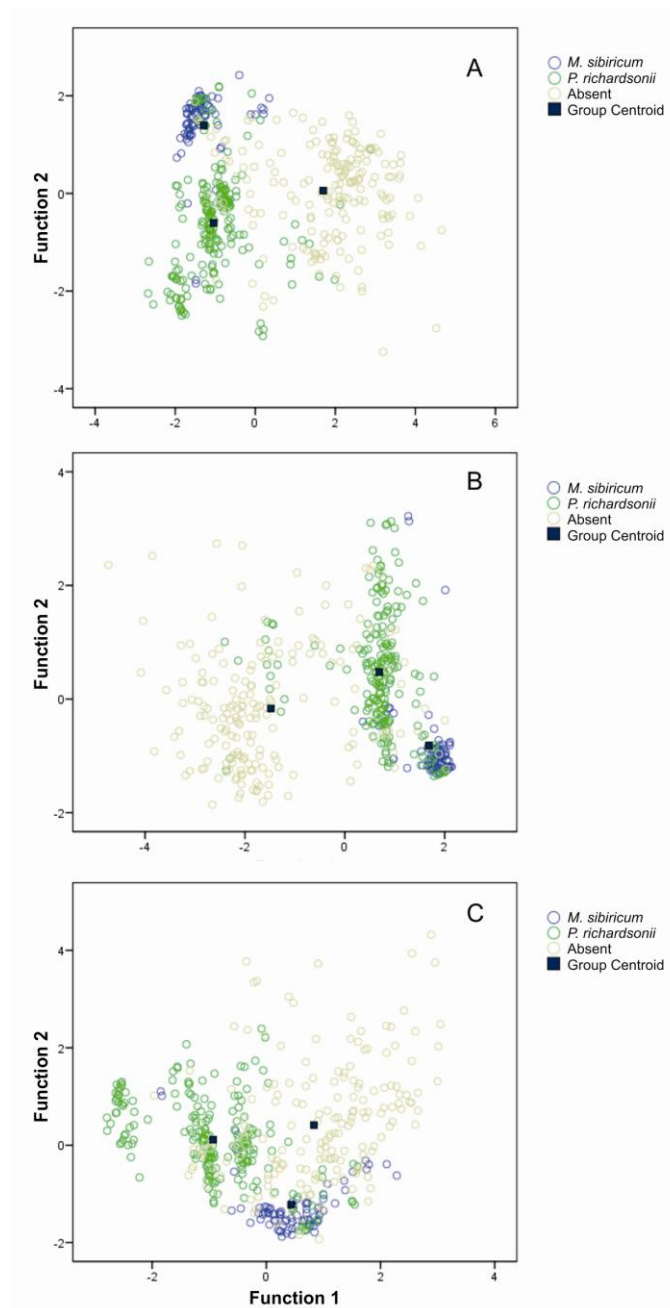 A
M. sibiricum
P. richardsonii
Absent
Group Centroid
Function 2
2
0
-2
-4
-4 -2 0 2 4 6
B
M. sibiricum
P. richardsonii
Absent
Group Centroid
Function 2
4
2
0
-2
-4 -2 0 2
C
M. sibiricum
P. richardsonii
Absent
Group Centroid
Function 2
4
2
0
-2
-2 0 2 4
Function 1